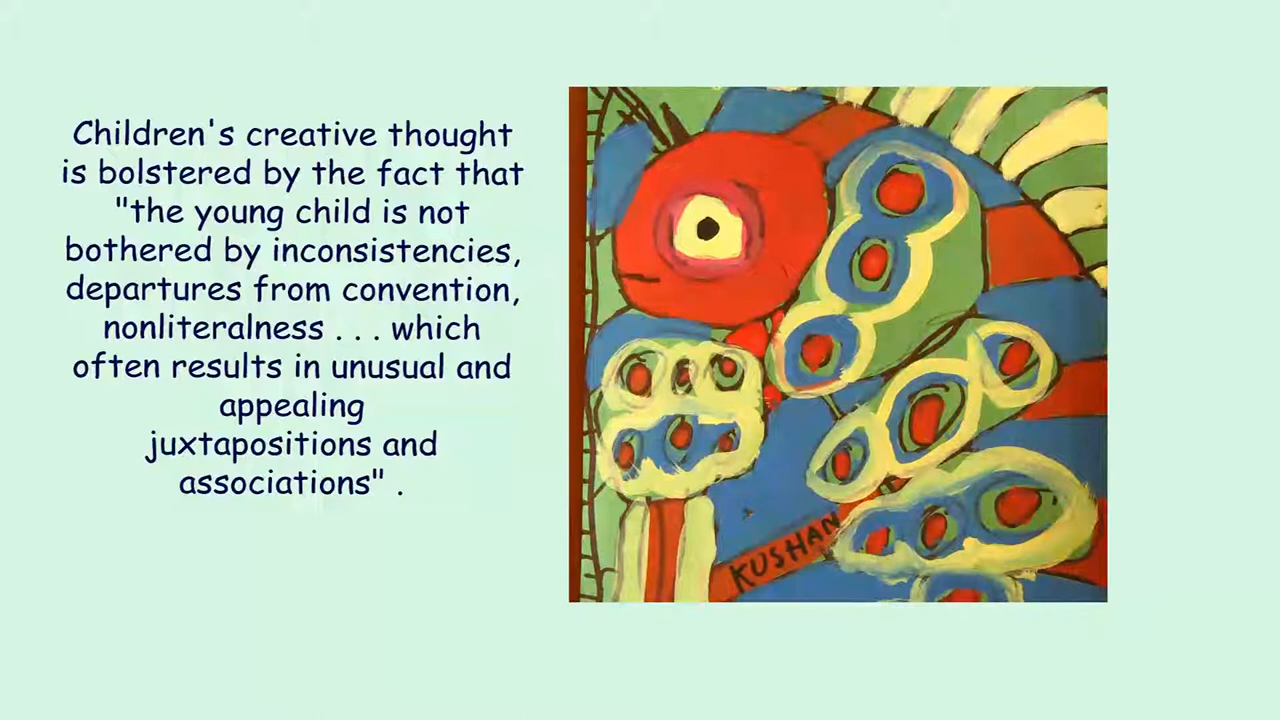 Children's creative thought
is bolstered by the fact that
"the young child is not
bothered by inconsistencies,
departures from convention,
nonliteralness . . . which
often results in unusual and
appealing
juxtapositions and
associations" .
KUSHAN